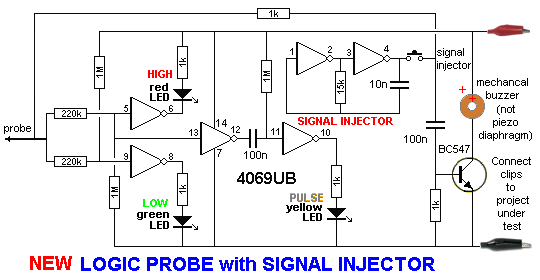 1k
1k
HIGH
red
LED
1M
1
2
3
4
signal
injector
15k
10n
SIGNAL INJECTOR
1M
mechancal
buzzer
(not
piezo
diaphragm)
+
+
220k
5
6
14
probe
13
12
11
10
100n
100n
BC547
220k
9
8
7
4069UB
1M
1k
LOW
green
LED
PULSE
yellow
LED
1k
1k
Connect
clips
to
project
under
test
NEW LOGIC PROBE with SIGNAL INJECTOR